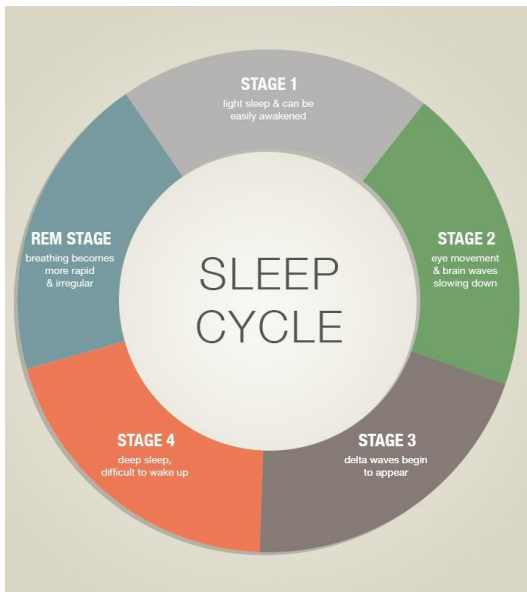 STAGE 1
light sleep & can be
easily awakened
STAGE 2
eye movement
& brain waves
slowing down
STAGE 3
delta waves begin
to appear
STAGE 4
deep sleep,
difficult to wake up
REM STAGE
breathing becomes
more rapid
& irregular
SLEEP
CYCLE